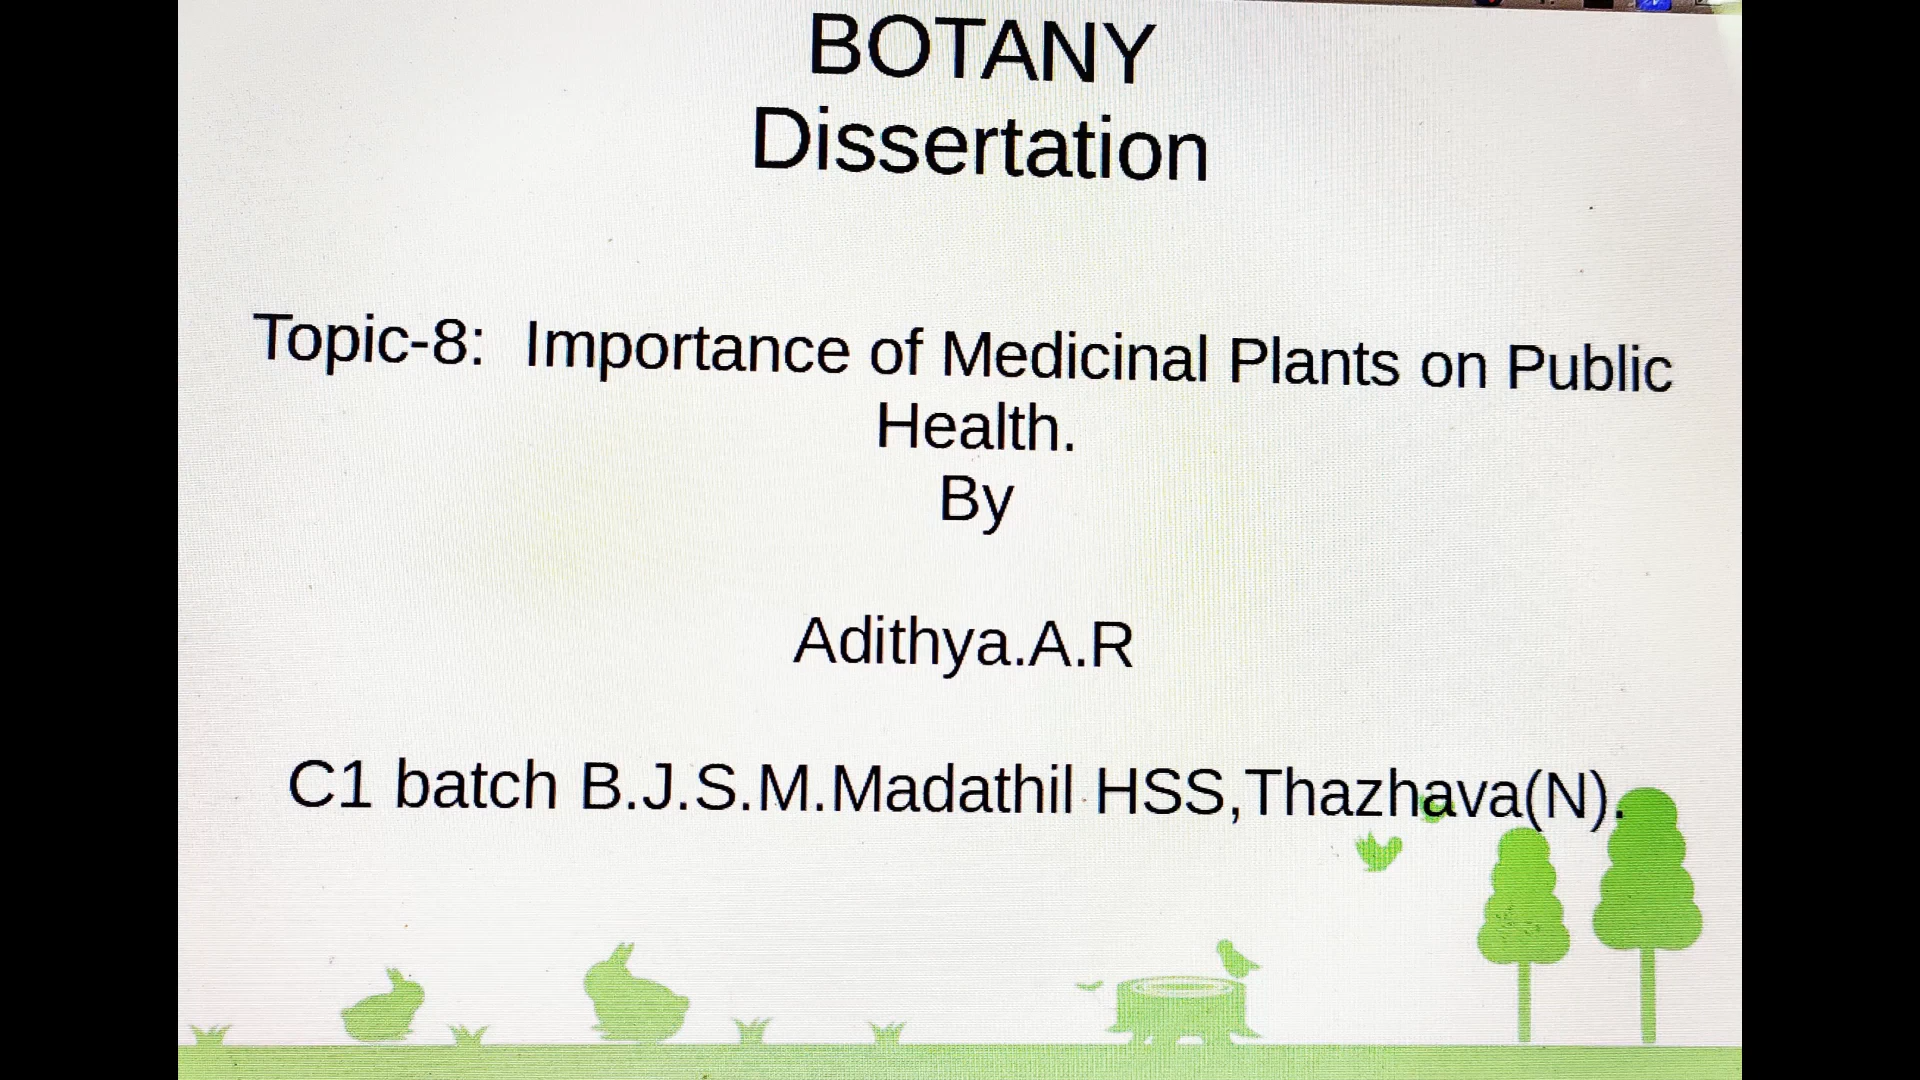 BOTANY
Dissertation
Topic-8: Importance of Medicinal Plants on Public
Health.
By
Adithya.A.R
C1 batch B.J.S.M.Madathil HSS,Thazhava(N).